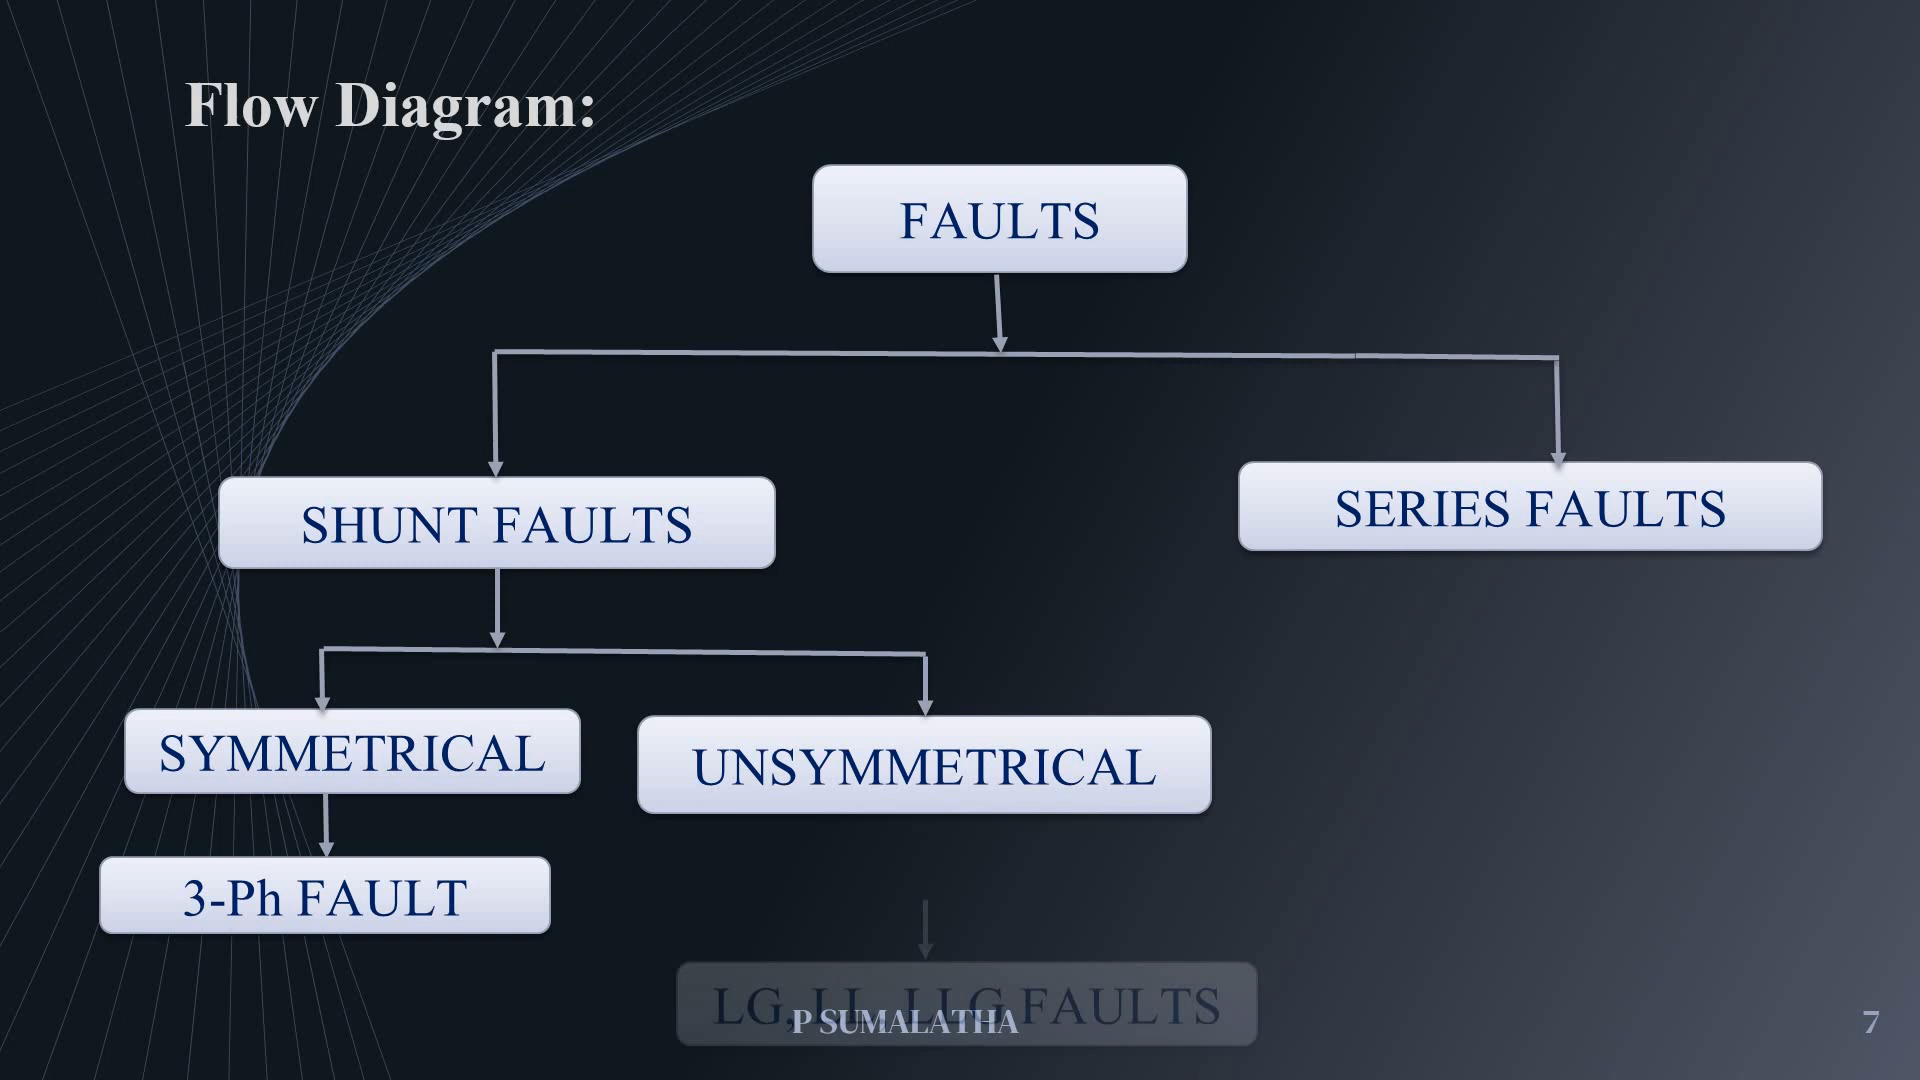 Flow Diagram:
FAULTS
SHUNT FAULTS
SERIES FAULTS
SYMMETRICAL
UNSYMMETRICAL
3-Ph FAULT
LG, LL, LLG FAULTS
P SUMALATHA
7